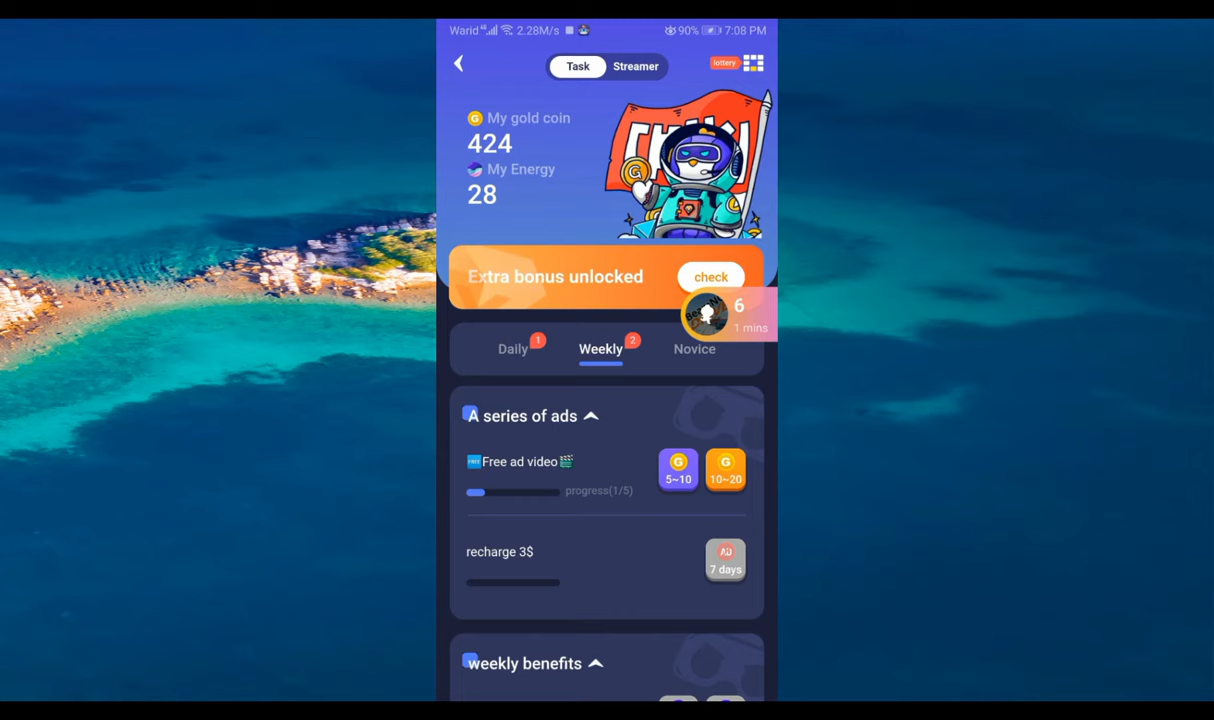 Warid 4G 2.28M/s 90% 7:08 PM
Task Streamer lottery
G My gold coin
424
My Energy
28
G
Extra bonus unlocked check
6
1 mins
Daily 1 Weekly 2 Novice
A series of ads
FREE Free ad video G 5~10 G 10~20
progress(1/5)
recharge 3$ AD 7 days
weekly benefits